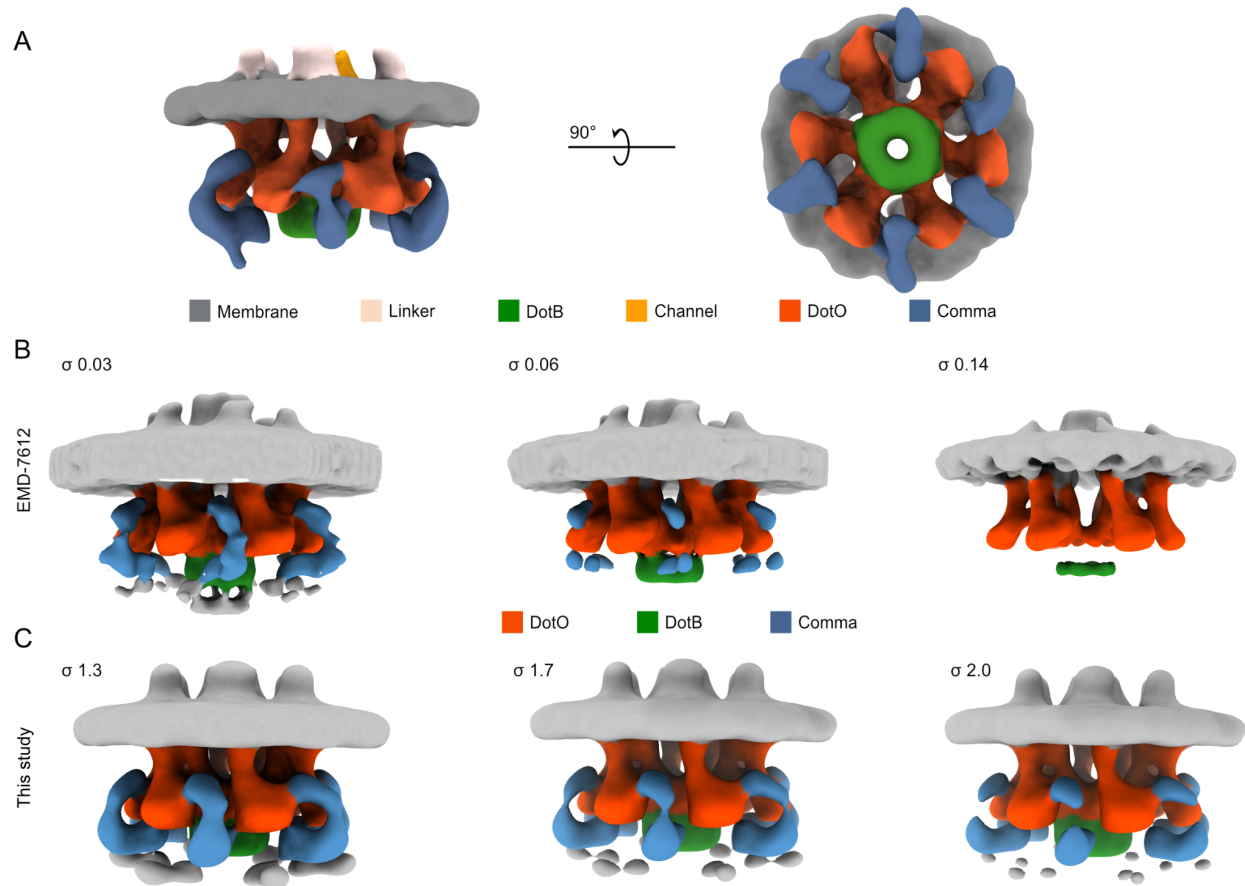 A
90°
Membrane Linker DotB Channel DotO Comma
B
σ 0.03 σ 0.06 σ 0.14
EMD-7612
DotO DotB Comma
C
σ 1.3 σ 1.7 σ 2.0
This study